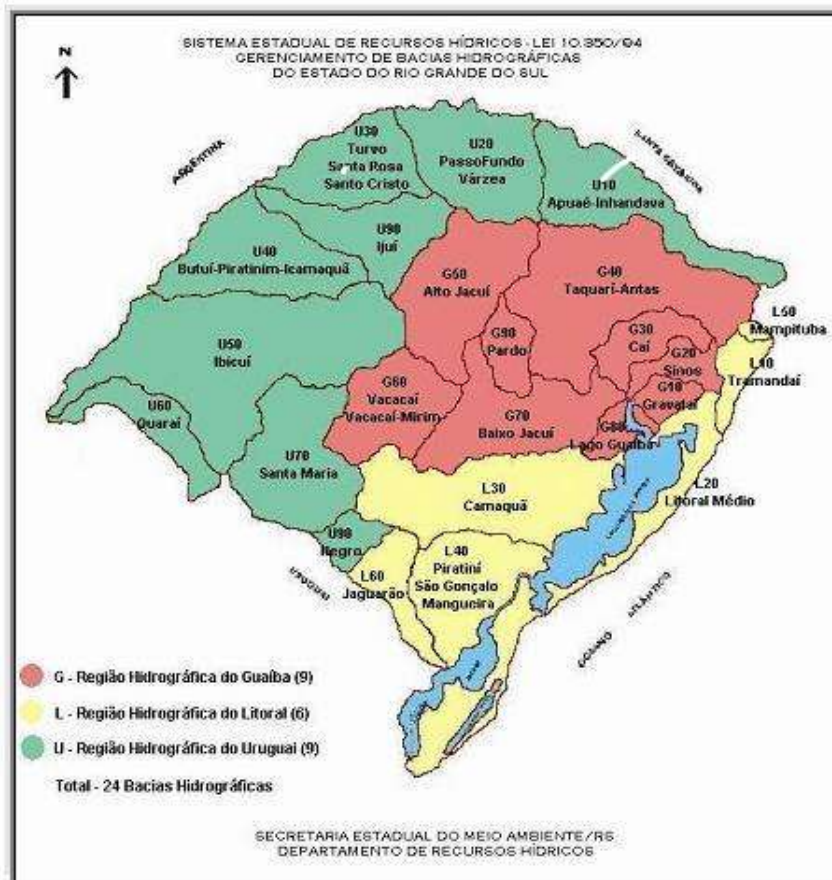 SISTEMA ESTADUAL DE RECURSOS HÍDRICOS - LEI 10.350/94
GERENCIAMENTO DE BACIAS HIDROGRÁFICAS
DO ESTADO DO RIO GRANDE DO SUL
N
ARGENTINA
SANTA CATARINA
U30
Turvo
Santa Rosa
Santo Cristo
U20
PassoFundo
Várzea
U10
Apuaê-Inhandava
U90
Ijuí
U40
Butuí-Piratinim-Icamaquã
G50
Alto Jacuí
G40
Taquari-Antas
L50
Mampituba
U50
Ibicuí
G90
Pardo
G30
Caí
G20
Sinos
L10
Tramandaí
G10
Gravataí
G60
Vacacaí
Vacacaí-Mirim
U60
Quaraí
G70
Baixo Jacuí
G80
Lago Guaíba
U70
Santa Maria
L30
Camaquã
L20
Litoral Médio
U90
Negro
L40
Piratini
São Gonçalo
Mangueira
L60
Jaguarão
URUGUAI
OCEANO ATLÂNTICO
G - Região Hidrográfica do Guaíba (9)
L - Região Hidrográfica do Litoral (6)
U - Região Hidrográfica do Uruguai (9)
Total - 24 Bacias Hidrográficas
SECRETARIA ESTADUAL DO MEIO AMBIENTE/RS
DEPARTAMENTO DE RECURSOS HÍDRICOS